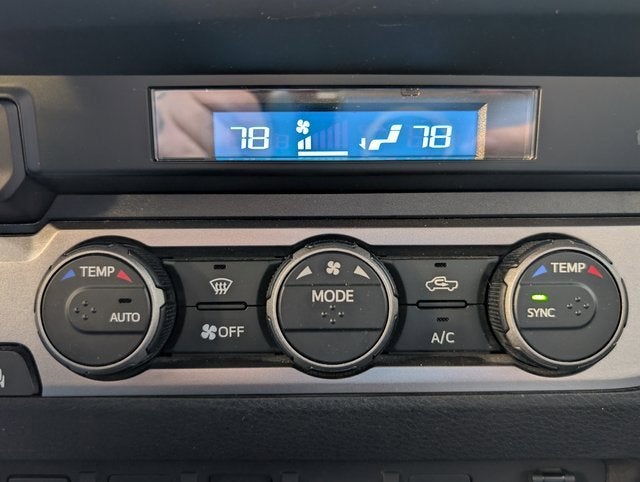 78 78
TEMP MODE TEMP
AUTO OFF A/C SYNC